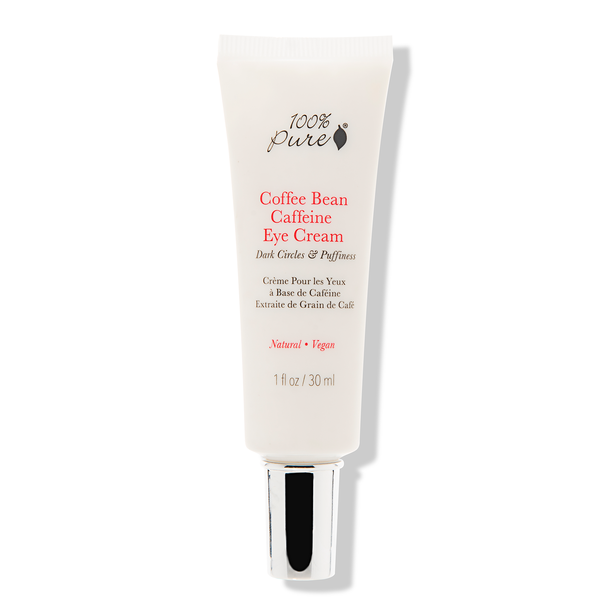 100%
pure®
Coffee Bean
Caffeine
Eye Cream
Dark Circles & Puffiness
Crème Pour les Yeux
à Base de Caféine
Extraite de Grain de Café
Natural • Vegan
1 fl oz / 30 ml